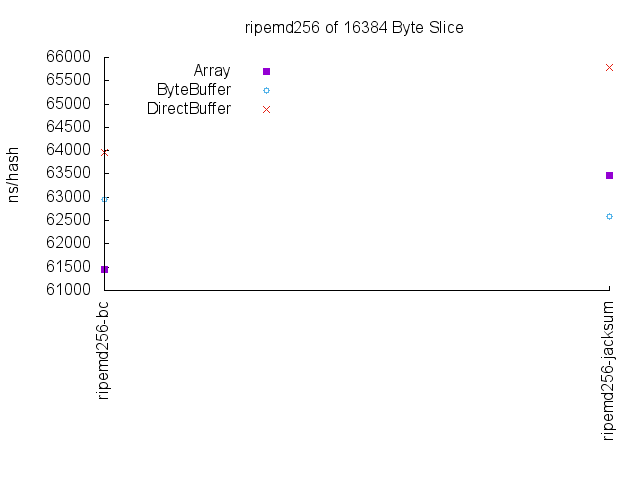 ripemd256 of 16384 Byte Slice
66000
65500
65000
64500
64000
63500
63000
62500
62000
61500
61000
ns/hash
Array
ByteBuffer
DirectBuffer
ripemd256-bc
ripemd256-jacksum